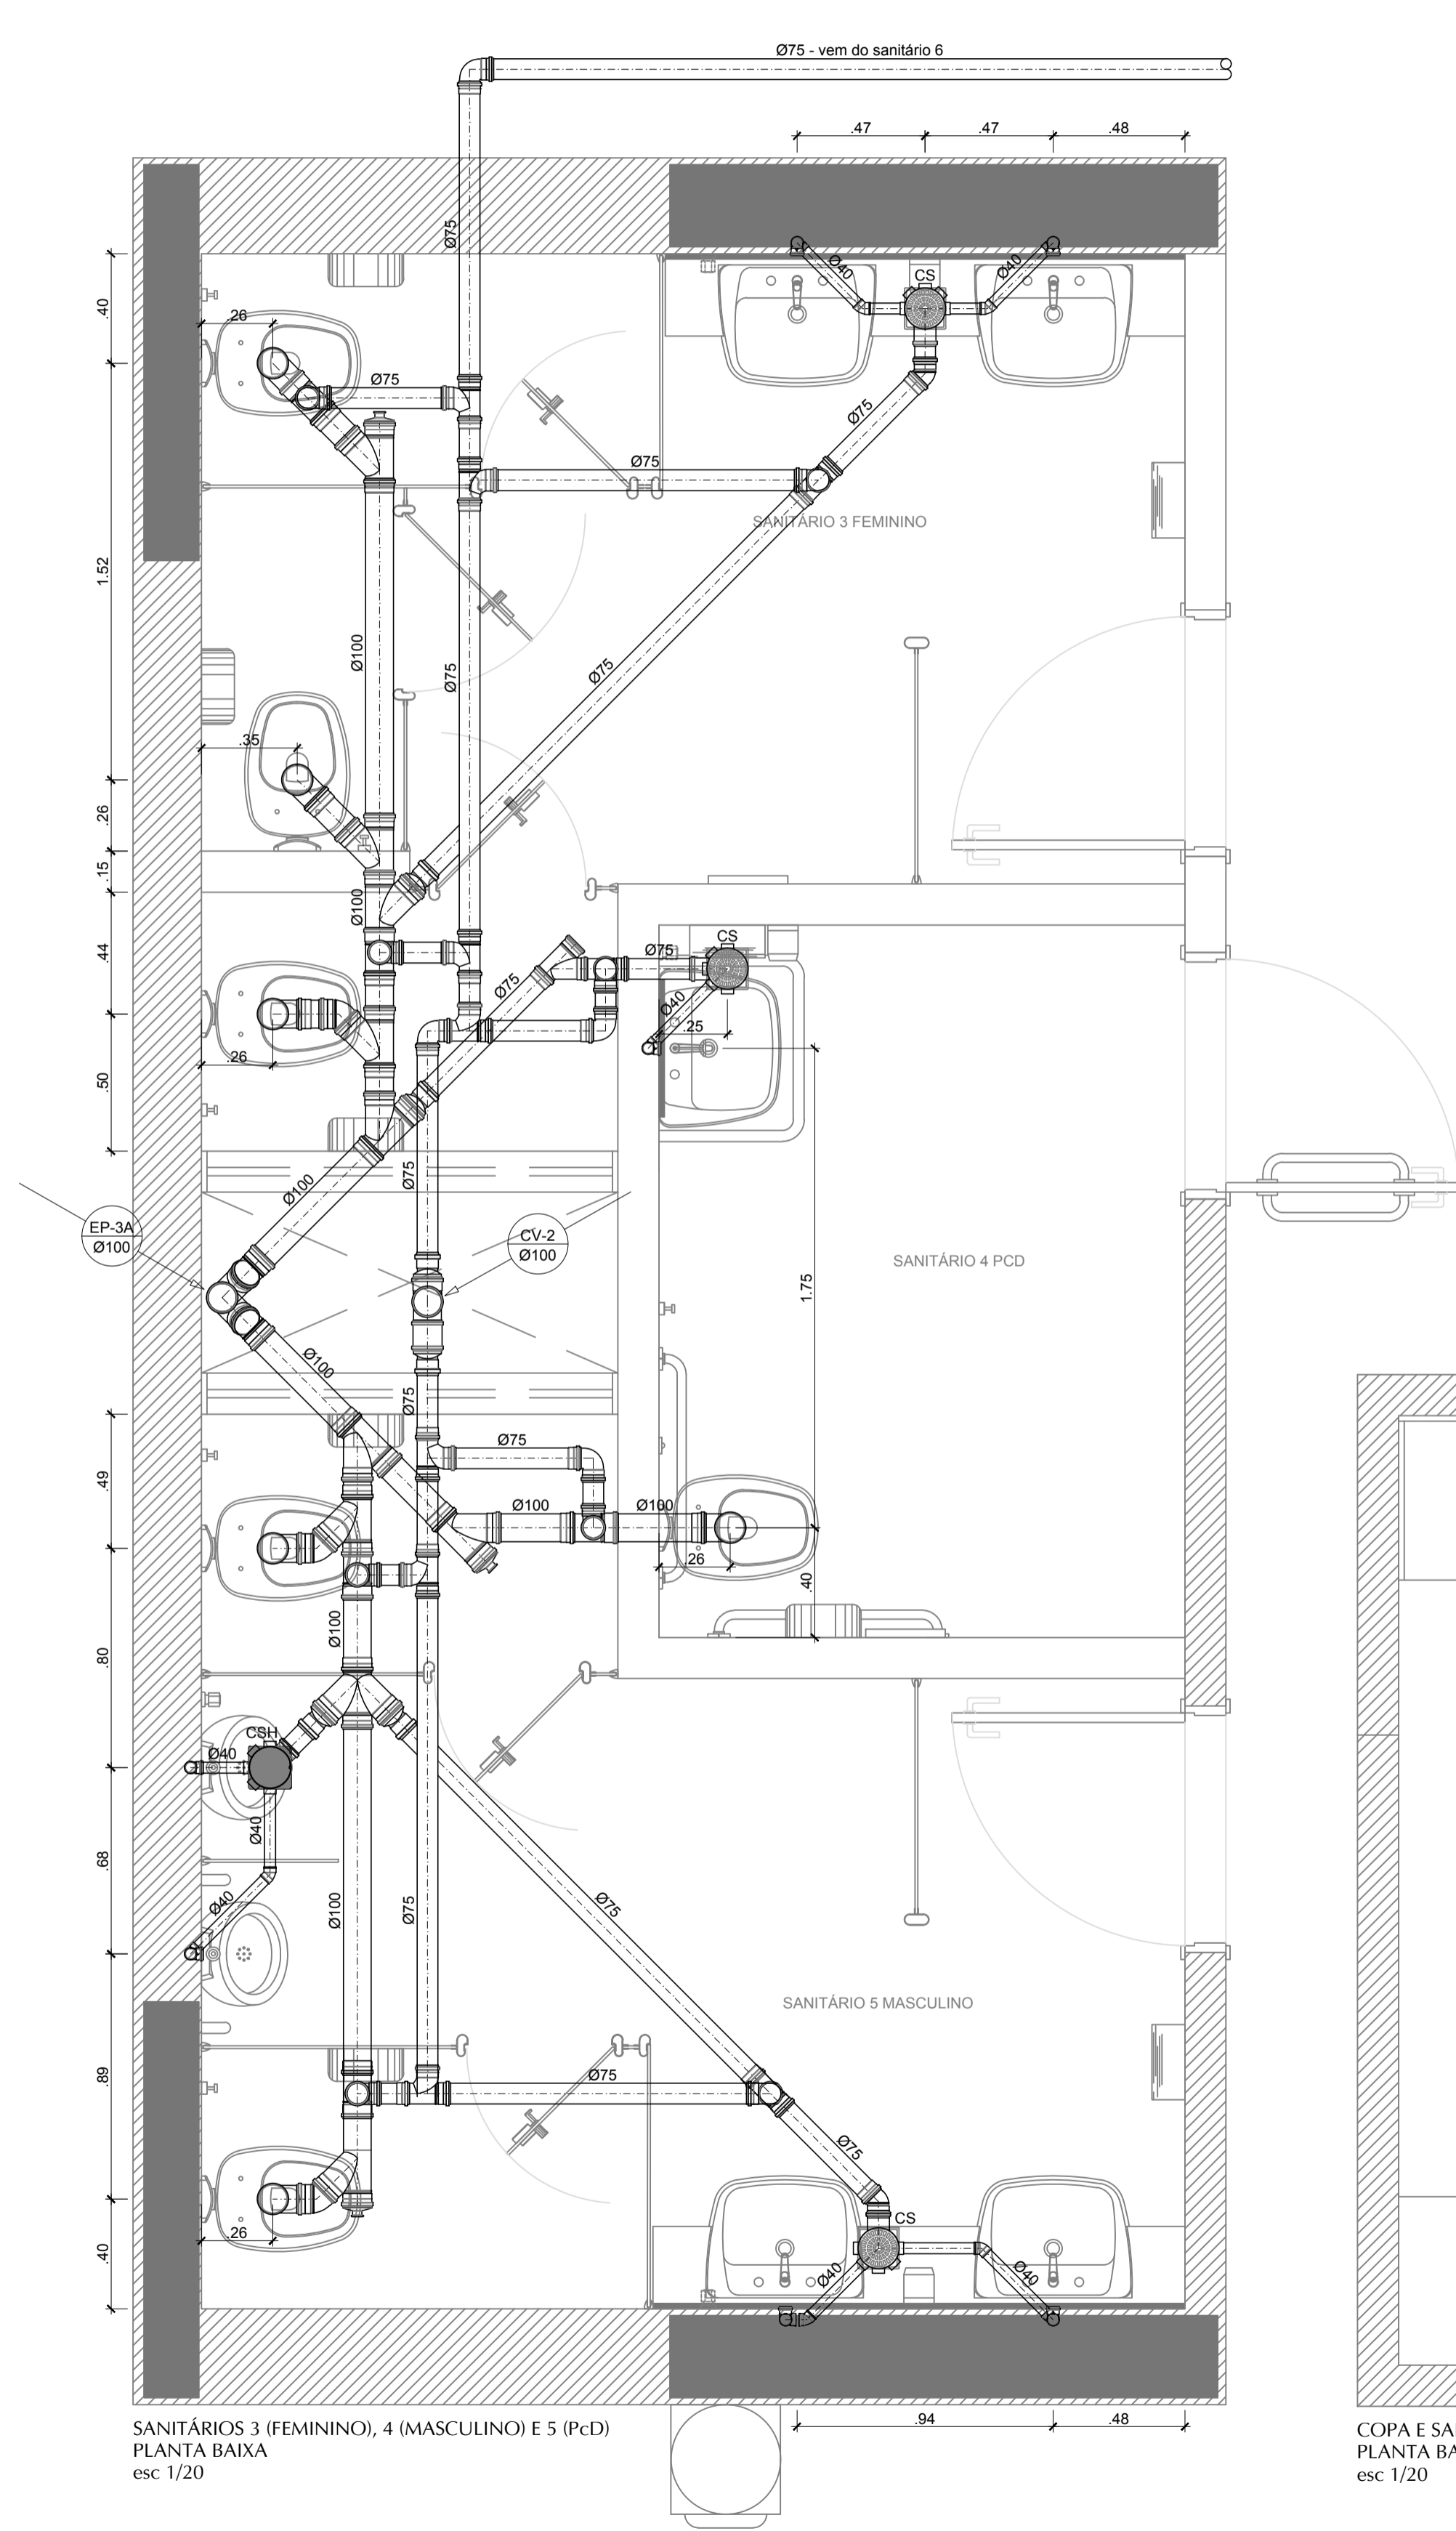 Ø75 - vem do sanitário 6
.47
.47
.48
Ø75
Ø40
CS
Ø40
.40
.26
Ø75
Ø75
Ø75
SANITÁRIO 3 FEMININO
1.52
Ø100
Ø75
Ø75
.35
.26
.15
Ø100
.44
CS
Ø75
Ø75
Ø40
.25
.26
.50
Ø75
Ø100
EP-3A
Ø100
CV-2
Ø100
SANITÁRIO 4 PCD
1.75
Ø100
Ø75
Ø75
.49
Ø100
Ø100
.26
.40
Ø100
.80
CSH
Ø40
Ø40
.68
Ø40
Ø100
Ø75
Ø75
SANITÁRIO 5 MASCULINO
.89
Ø75
Ø75
CS
.26
.40
Ø40
Ø40
.94
.48
SANITÁRIOS 3 (FEMININO), 4 (MASCULINO) E 5 (PcD)
PLANTA BAIXA
esc 1/20
COPA E SA
PLANTA BA
esc 1/20